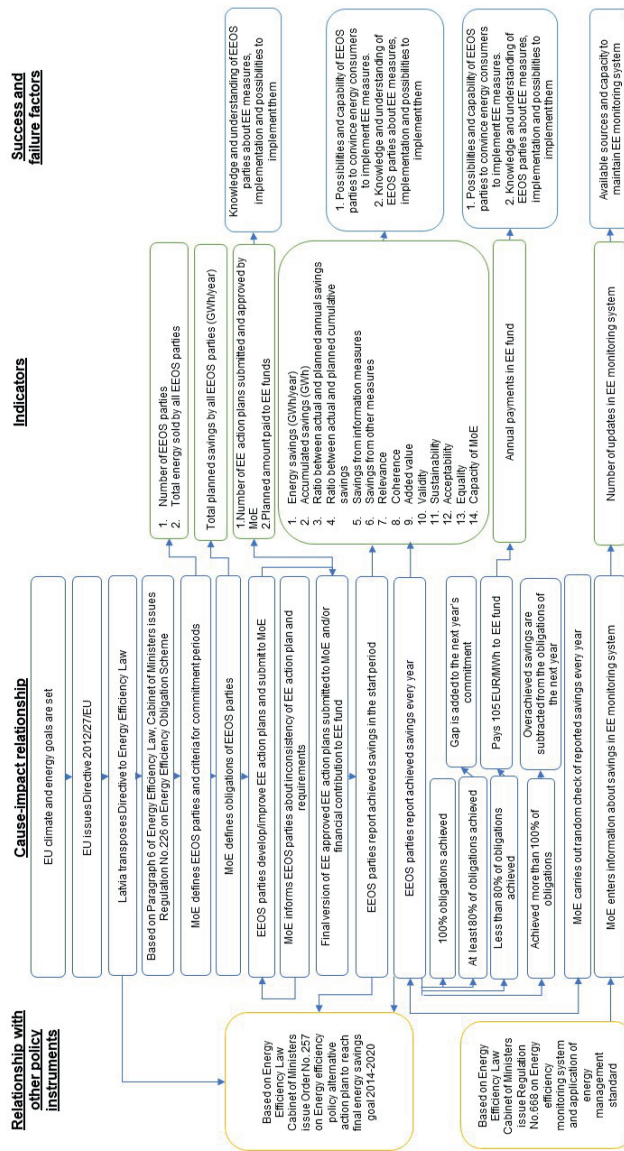 Relationship with
other policy
instruments
Based on Energy
Efficiency Law
Cabinet of Ministers
issue Order No.257
on Energy efficiency
policy alternative
action plan to reach
final energy savings
goal 2014-2020
Based on Energy
Efficiency Law
Cabinet of Ministers
issue Regulation
No.668 on Energy
efficiency
monitoring system
and application of
energy
management
standard
Cause-impact relationship
EU climate and energy goals are set
EU issues Directive 2012/27/EU
Latvia transposes Directive to Energy Efficiency Law
Based on Paragraph 6 of Energy Efficiency Law, Cabinet of Ministers issues
Regulation No.226 on Energy Efficiency Obligation Scheme
MoE defines EEOS parties and criteria for commitment periods
MoE defines obligations of EEOS parties
EEOS parties develop/improve EE action plans and submit to MoE
MoE informs EEOS parties about inconsistency of EE action plan and
requirements
Final version of EE approved EE action plans submitted to MoE and/or
financial contribution to EE fund
EEOS parties report achieved savings in the start period
EEOS parties report achieved savings every year
100% obligations achieved
At least 80% of obligations achieved
Gap is added to the next year's
commitment
Less than 80% of obligations
achieved
Pays 105 EUR/MWh to EE fund
Achieved more than 100% of
obligations
Overachieved savings are
subtracted from the obligations of
the next year
MoE carries out random check of reported savings every year
MoE enters information about savings in EE monitoring system
Indicators
1. Number of EEOS parties
2. Total energy sold by all EEOS parties
Total planned savings by all EEOS parties (GWh/year)
1.Number of EE action plans submitted and approved by
MoE
2.Planned amount paid to EE funds
1. Energy savings (GWh/year)
2. Accumulated savings (GWh)
3. Ratio between actual and planned annual savings
4. Ratio between actual and planned cumulative
savings
5. Savings from information measures
6. Savings from other measures
7. Relevance
8. Coherence
9. Added value
10. Validity
11. Sustainability
12. Acceptability
13. Equality
14. Capacity of MoE
Annual payments in EE fund
Number of updates in EE monitoring system
Success and
failure factors
Knowledge and understanding of EEOS
parties about EE measures,
implementation and possibilities to
implement them
1. Possibilities and capability of EEOS
parties to convince energy consumers
to implement EE measures.
2. Knowledge and understanding of
EEOS parties about EE measures,
implementation and possibilities to
implement them
1. Possibilities and capability of EEOS
parties to convince energy consumers
to implement EE measures.
2. Knowledge and understanding of
EEOS parties about EE measures,
implementation and possibilities to
implement them
Available sources and capacity to
maintain EE monitoring system